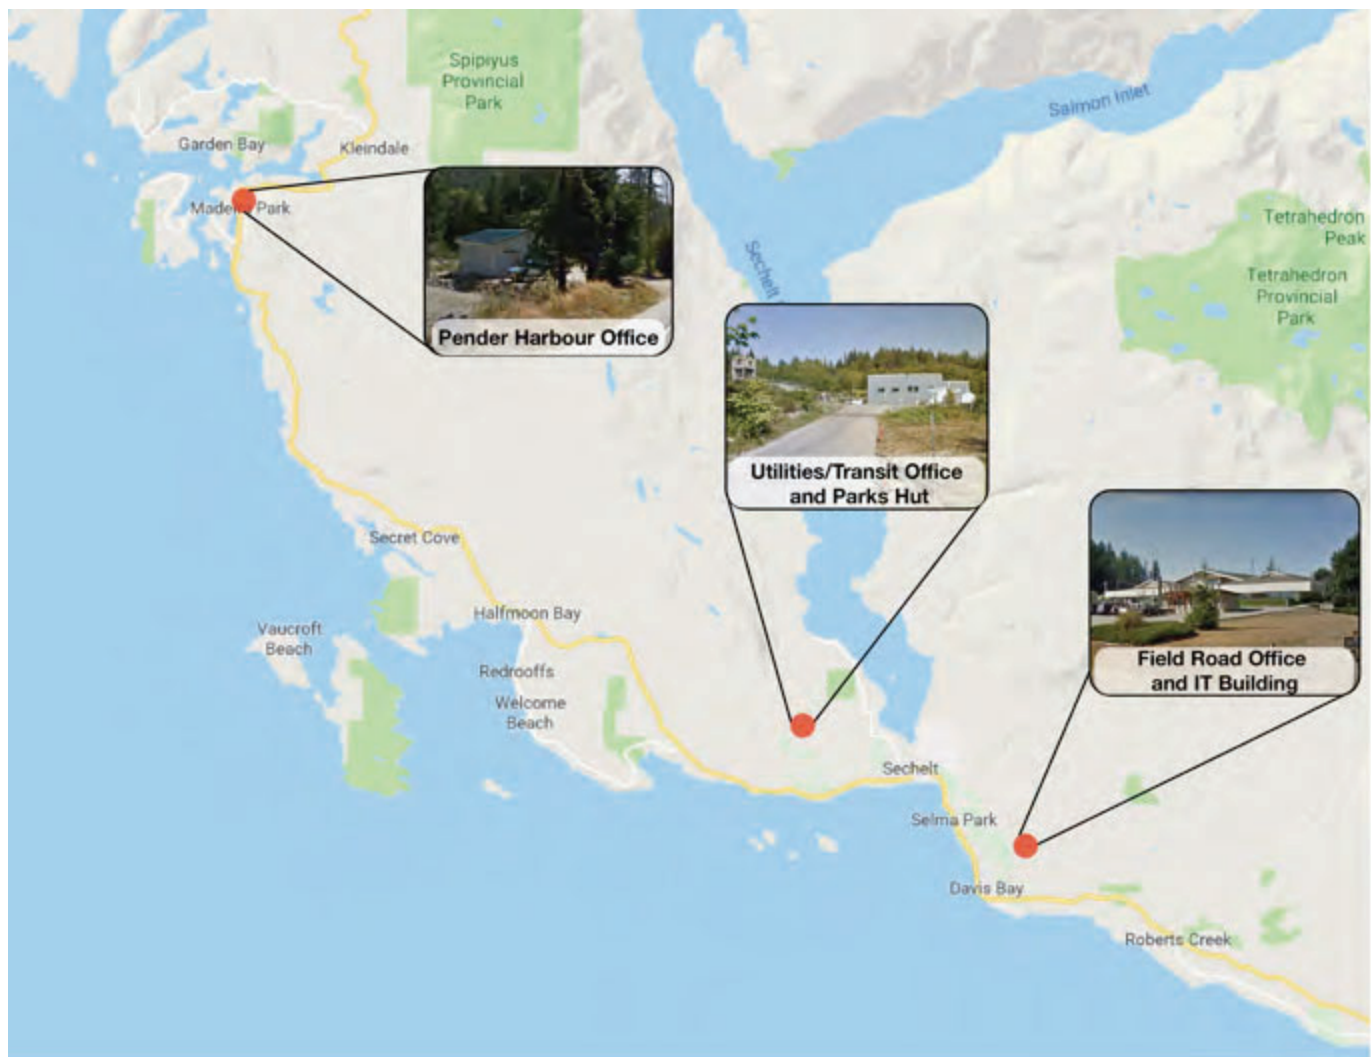 Spipiyus
Provincial
Park
Salmon Inlet
Garden Bay
Kleindale
Madeira Park
Tetrahedron
Peak
Sechelt
Tetrahedron
Provincial
Park
Pender Harbour Office
Utilities/Transit Office
and Parks Hut
Secret Cove
Halfmoon Bay
Vaucroft
Beach
Redrooffs
Welcome
Beach
Field Road Office
and IT Building
Sechelt
Selma Park
Davis Bay
Roberts Creek